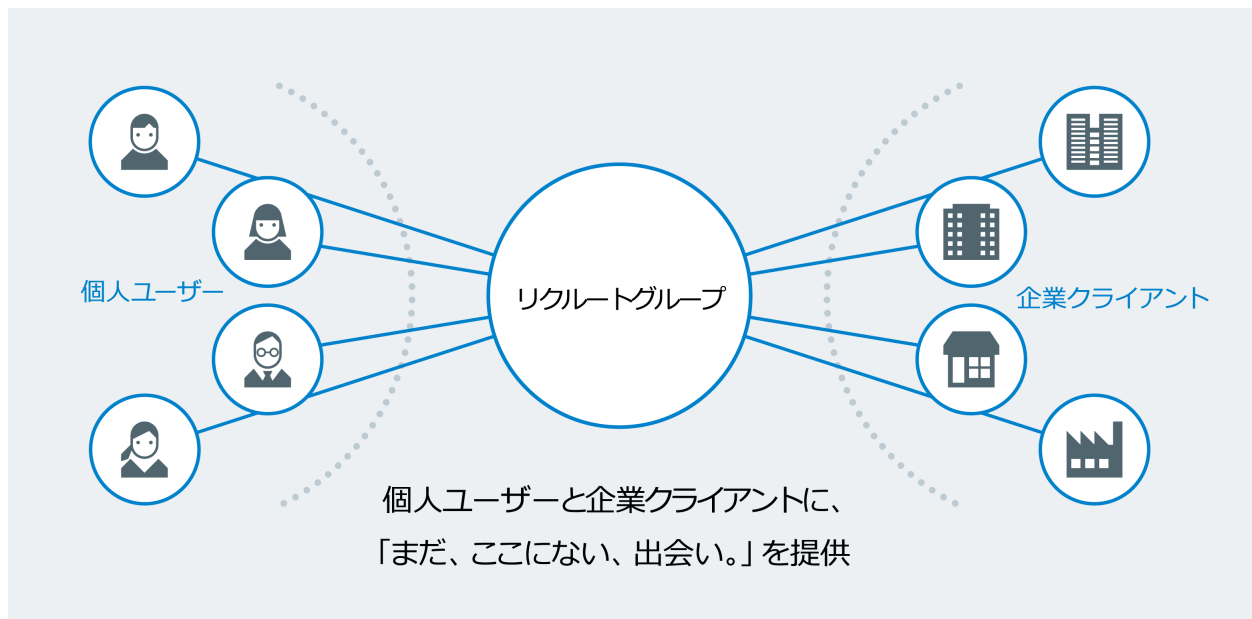 個人ユーザー
リクルートグループ
企業クライアント
個人ユーザーと企業クライアントに、
「まだ、ここにない、出会い。」を提供